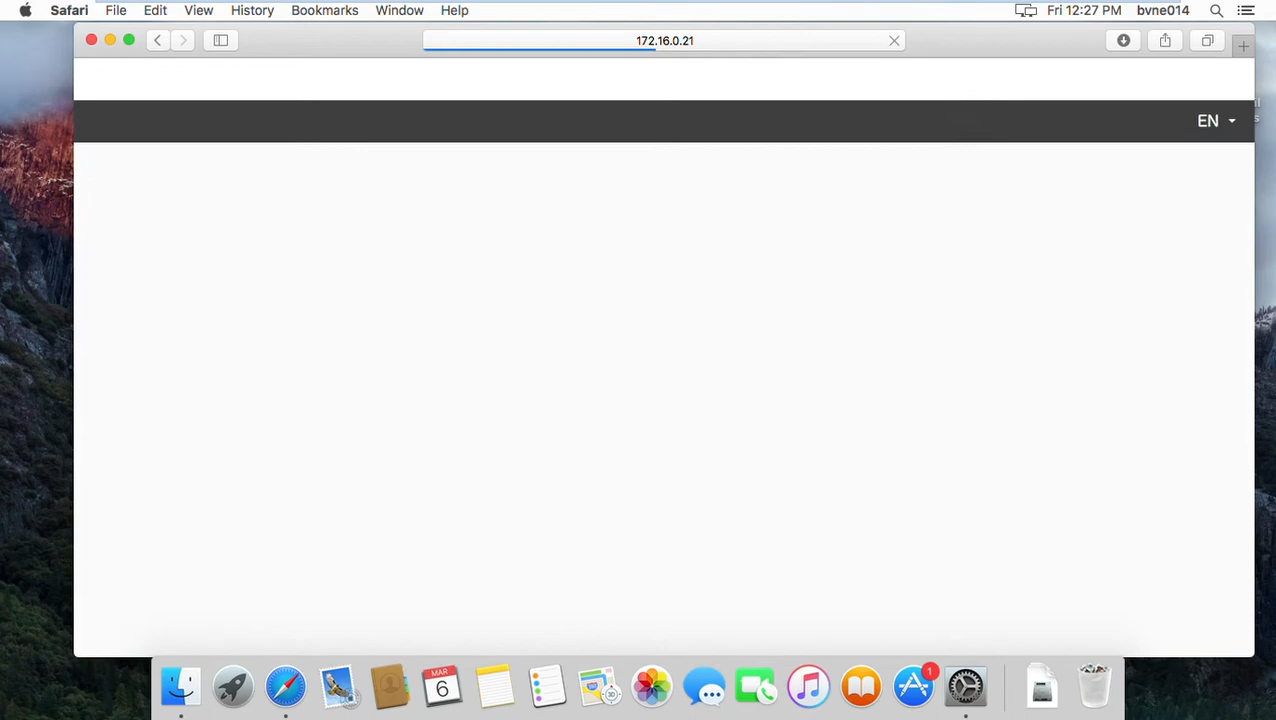 Safari File Edit View History Bookmarks Window Help Fri 12:27 PM bvne014
172.16.0.21
EN
MAR
6
3D
1